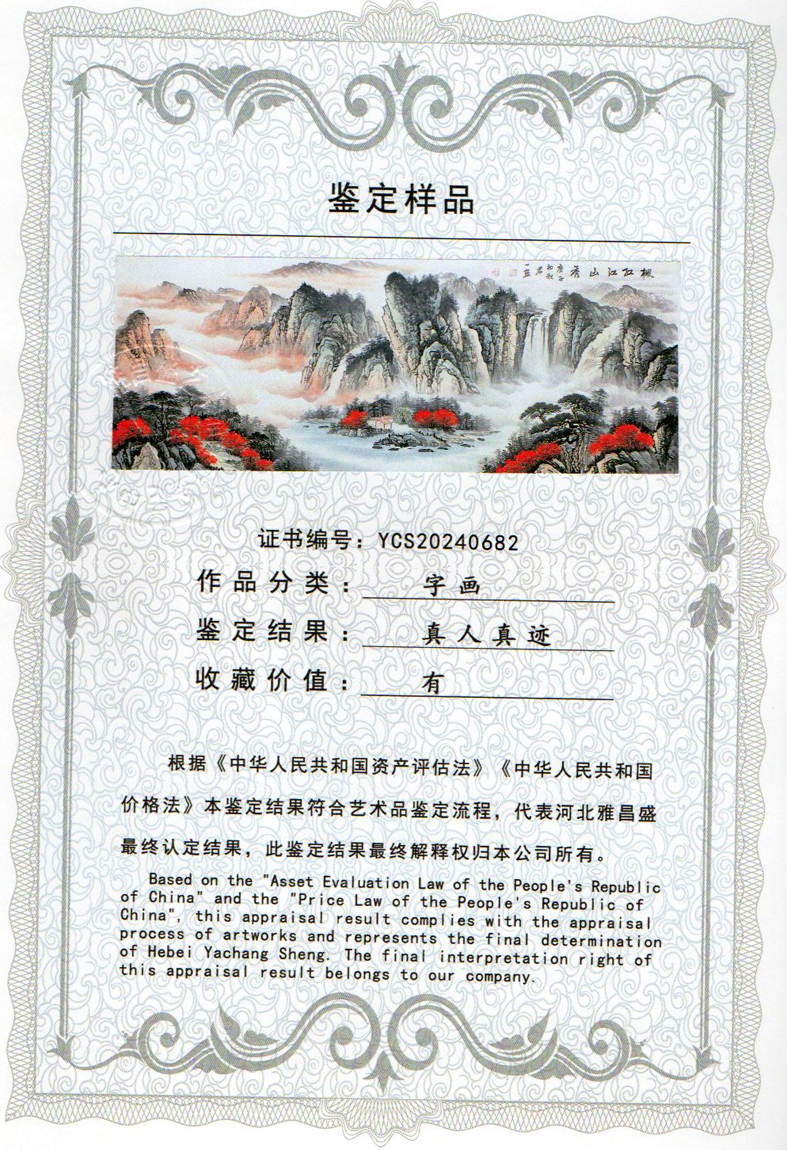 鉴定样品
枫红江山秀
证书编号：YCS20240682
作品分类：字画
鉴定结果：真人真迹
收藏价值：有
根据《中华人民共和国资产评估法》《中华人民共和国
价格法》本鉴定结果符合艺术品鉴定流程，代表河北雅昌盛
最终认定结果，此鉴定结果最终解释权归本公司所有。
Based on the "Asset Evaluation Law of the People's Republic
of China" and the "Price Law of the People's Republic of
China", this appraisal result complies with the appraisal
process of artworks and represents the final determination
of Hebei Yachang Sheng. The final interpretation right of
this appraisal result belongs to our company.